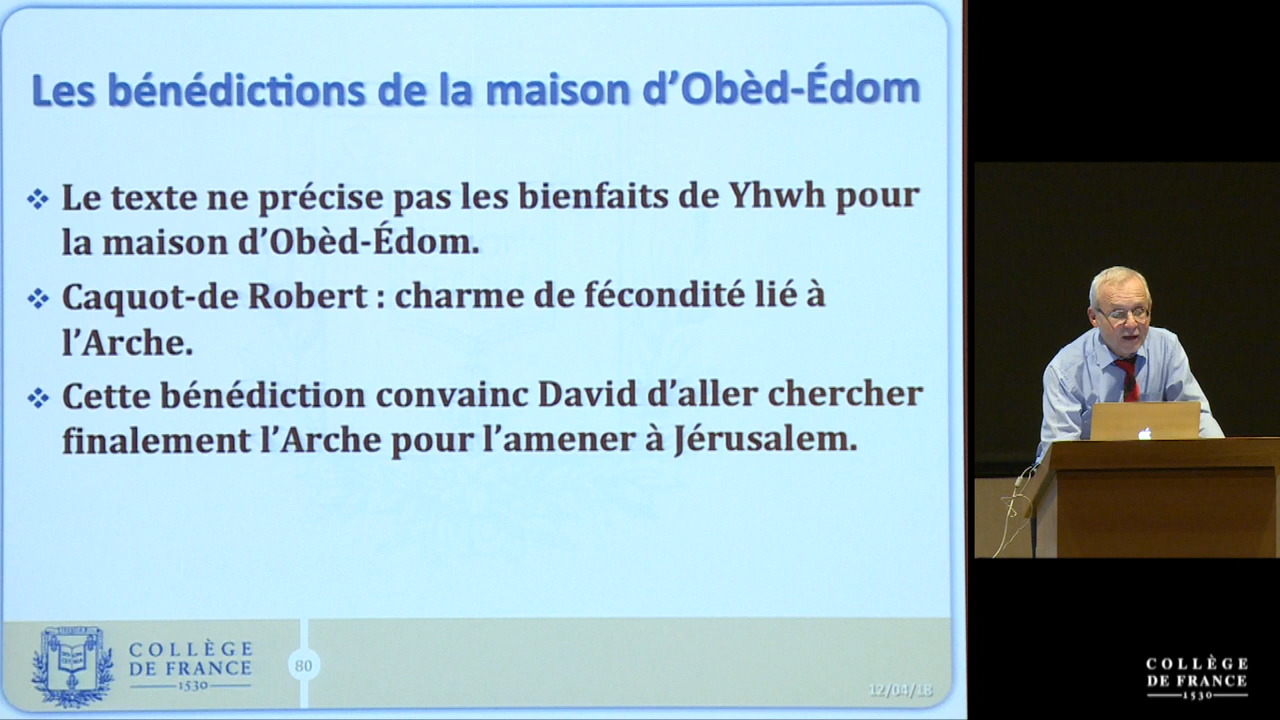 Les bénédictions de la maison d'Obèd-Édom
❖ Le texte ne précise pas les bienfaits de Yhwh pour
la maison d'Obèd-Édom.
❖ Caquot-de Robert : charme de fécondité lié à
l'Arche.
❖ Cette bénédiction convainc David d'aller chercher
finalement l'Arche pour l'amener à Jérusalem.
COLLÈGE
DE FRANCE
1530
80
12/04/18
COLLÈGE
DE FRANCE
1530